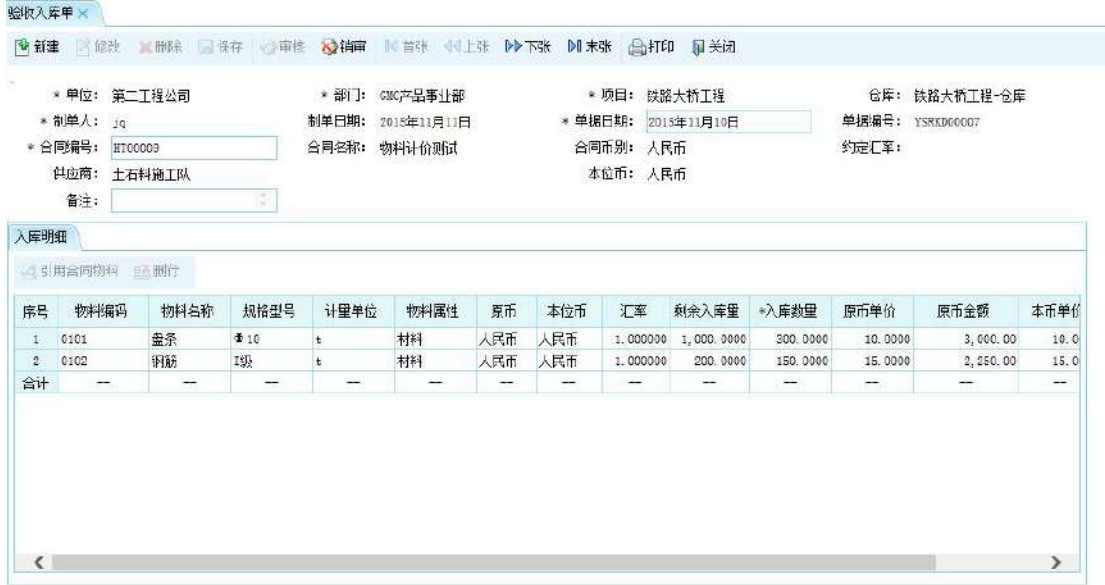 验收入库单 ×
新建 修改 删除 保存 审核 销审 首张 上张 下张 末张 打印 关闭
* 单位: 第二工程公司 * 部门: GMC产品事业部 * 项目: 铁路大桥工程 仓库: 铁路大桥工程-仓库
* 制单人: jq 制单日期: 2015年11月11日 * 单据日期: 2015年11月10日 单据编号: YSRKD00007
* 合同编号: HT00009 合同名称: 物料计价测试 合同币别: 人民币 约定汇率:
供应商: 土石料施工队 本位币: 人民币
备注:
入库明细
引用合同物料 删行
序号 物料编码 物料名称 规格型号 计量单位 物料属性 原币 本位币 汇率 剩余入库量 *入库数量 原币单价 原币金额 本币单价
1 0101 盘条 Φ10 t 材料 人民币 人民币 1.000000 1,000.0000 300.0000 10.0000 3,000.00 10.0
2 0102 钢筋 I级 t 材料 人民币 人民币 1.000000 200.0000 150.0000 15.0000 2,250.00 15.0
合计 -- -- -- -- -- -- -- -- -- -- -- -- --